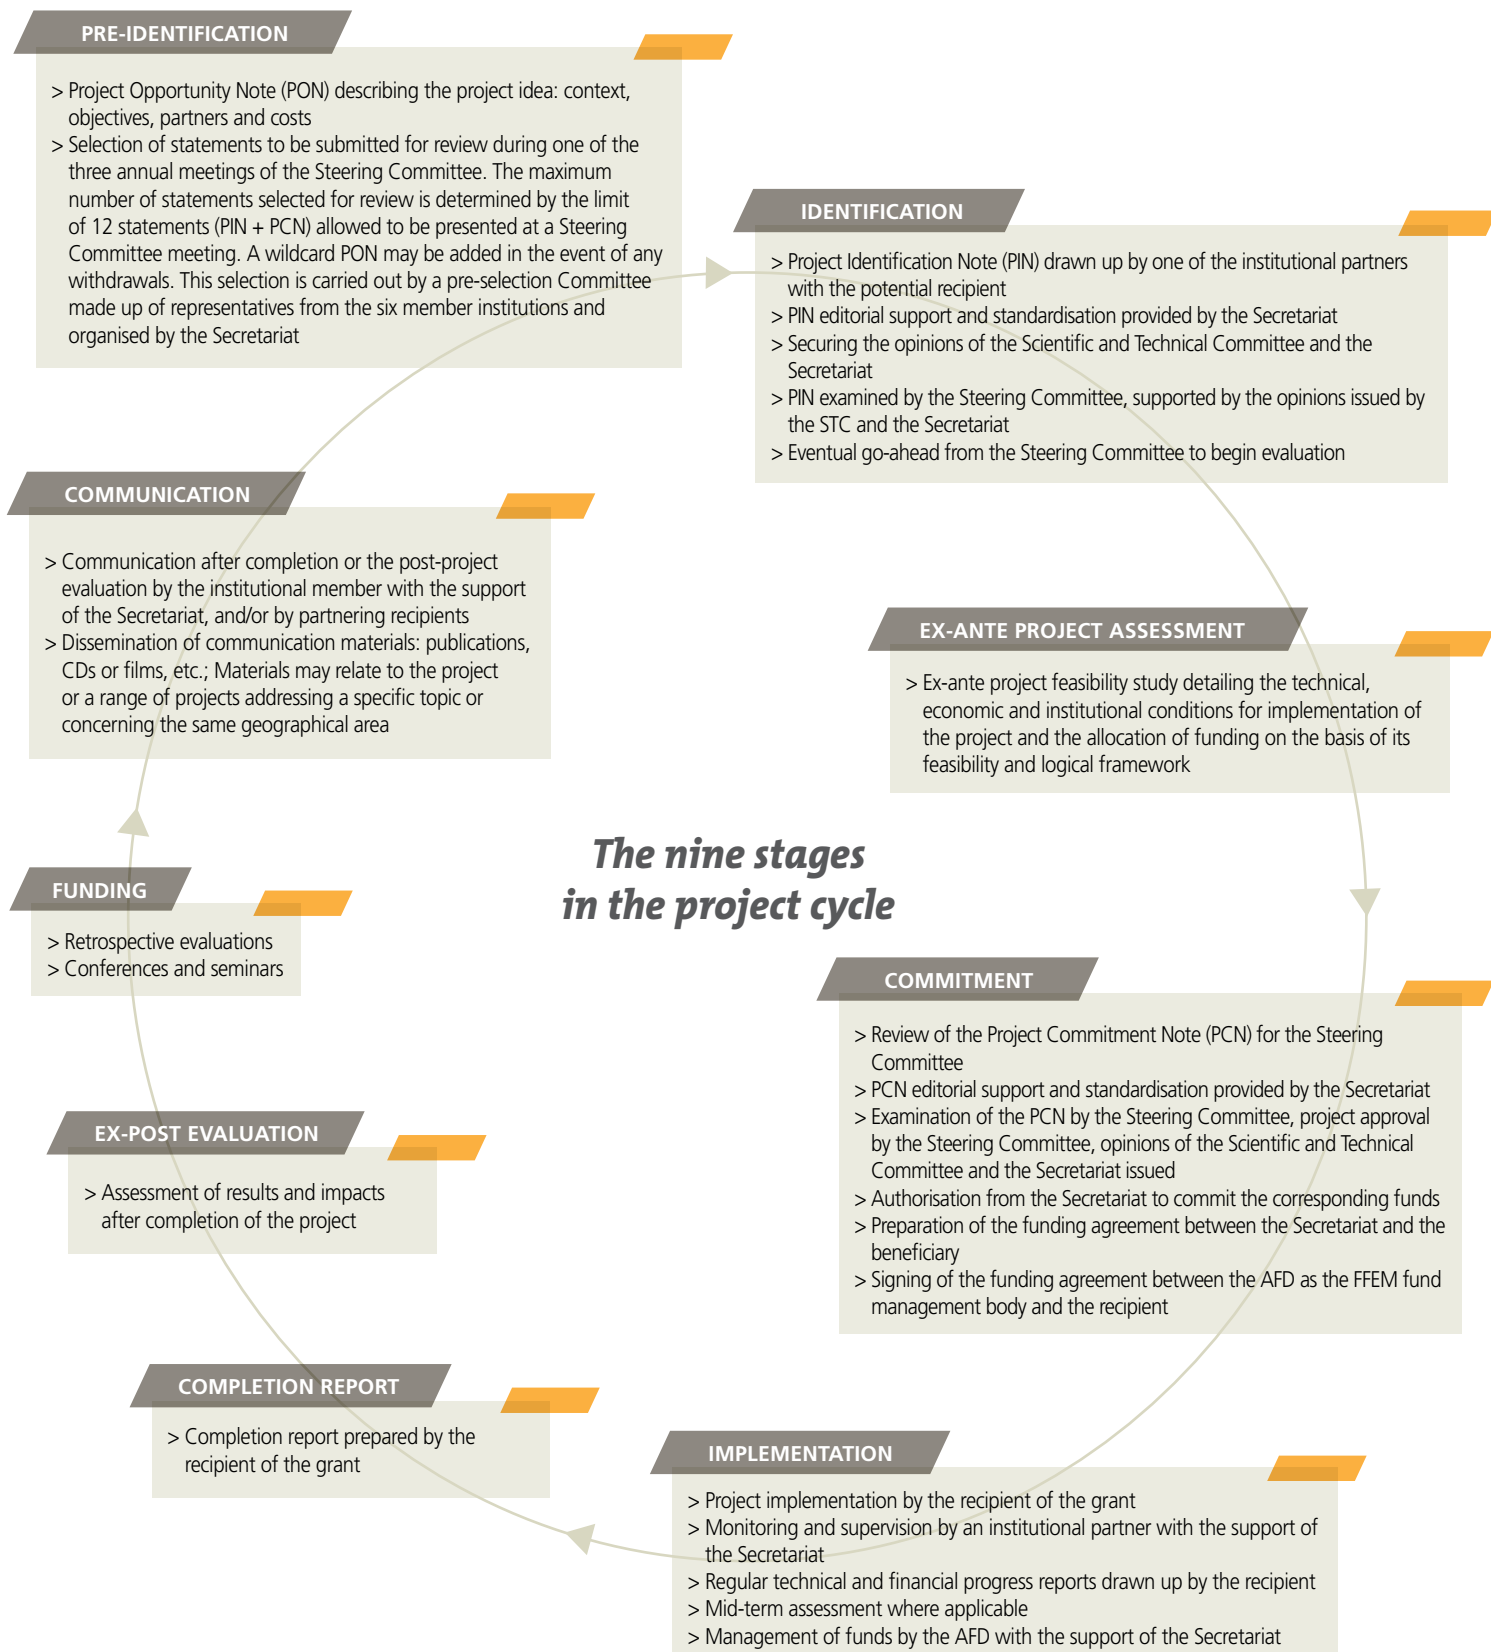 PRE-IDENTIFICATION
> Project Opportunity Note (PON) describing the project idea: context,
objectives, partners and costs
> Selection of statements to be submitted for review during one of the
three annual meetings of the Steering Committee. The maximum
number of statements selected for review is determined by the limit
of 12 statements (PIN + PCN) allowed to be presented at a Steering
Committee meeting. A wildcard PON may be added in the event of any
withdrawals. This selection is carried out by a pre-selection Committee
made up of representatives from the six member institutions and
organised by the Secretariat
IDENTIFICATION
> Project Identification Note (PIN) drawn up by one of the institutional partners
with the potential recipient
> PIN editorial support and standardisation provided by the Secretariat
> Securing the opinions of the Scientific and Technical Committee and the
Secretariat
> PIN examined by the Steering Committee, supported by the opinions issued by
the STC and the Secretariat
> Eventual go-ahead from the Steering Committee to begin evaluation
COMMUNICATION
> Communication after completion or the post-project
evaluation by the institutional member with the support
of the Secretariat, and/or by partnering recipients
> Dissemination of communication materials: publications,
CDs or films, etc.; Materials may relate to the project
or a range of projects addressing a specific topic or
concerning the same geographical area
EX-ANTE PROJECT ASSESSMENT
> Ex-ante project feasibility study detailing the technical,
economic and institutional conditions for implementation of
the project and the allocation of funding on the basis of its
feasibility and logical framework
The nine stages
in the project cycle
FUNDING
> Retrospective evaluations
> Conferences and seminars
COMMITMENT
> Review of the Project Commitment Note (PCN) for the Steering
Committee
> PCN editorial support and standardisation provided by the Secretariat
> Examination of the PCN by the Steering Committee, project approval
by the Steering Committee, opinions of the Scientific and Technical
Committee and the Secretariat issued
> Authorisation from the Secretariat to commit the corresponding funds
> Preparation of the funding agreement between the Secretariat and the
beneficiary
> Signing of the funding agreement between the AFD as the FFEM fund
management body and the recipient
EX-POST EVALUATION
> Assessment of results and impacts
after completion of the project
COMPLETION REPORT
> Completion report prepared by the
recipient of the grant
IMPLEMENTATION
> Project implementation by the recipient of the grant
> Monitoring and supervision by an institutional partner with the support of
the Secretariat
> Regular technical and financial progress reports drawn up by the recipient
> Mid-term assessment where applicable
> Management of funds by the AFD with the support of the Secretariat